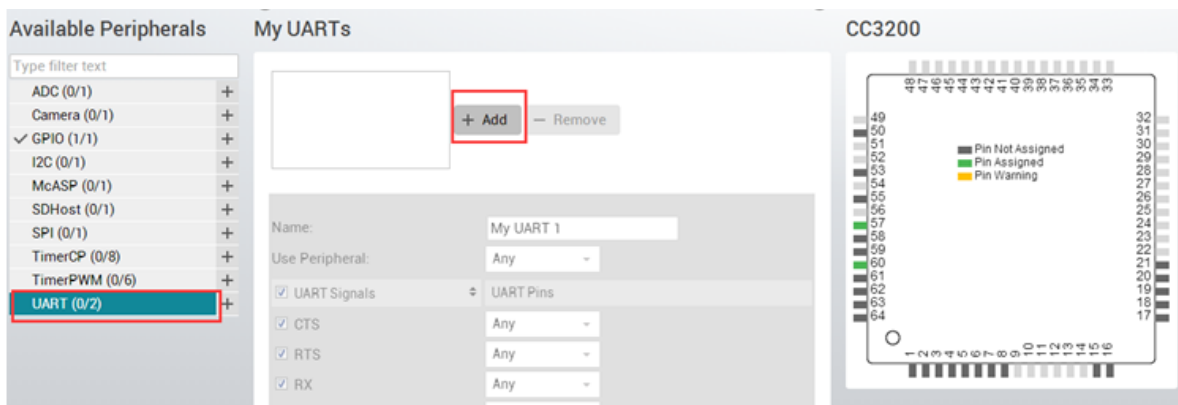 Available Peripherals
Type filter text
ADC (0/1) +
Camera (0/1) +
✓ GPIO (1/1) +
I2C (0/1) +
McASP (0/1) +
SDHost (0/1) +
SPI (0/1) +
TimerCP (0/8) +
TimerPWM (0/6) +
UART (0/2) +
My UARTs
+ Add − Remove
Name: My UART 1
Use Peripheral: Any
UART Signals UART Pins
CTS Any
RTS Any
RX Any
CC3200
48 47 46 45 44 43 42 41 40 39 38 37 36 35 34 33
49 32
50 31
51 30
52 29
53 28
54 27
55 26
56 25
57 24
58 23
59 22
60 21
61 20
62 19
63 18
64 17
Pin Not Assigned
Pin Assigned
Pin Warning
1 2 3 4 5 6 7 8 9 10 11 12 13 14 15 16